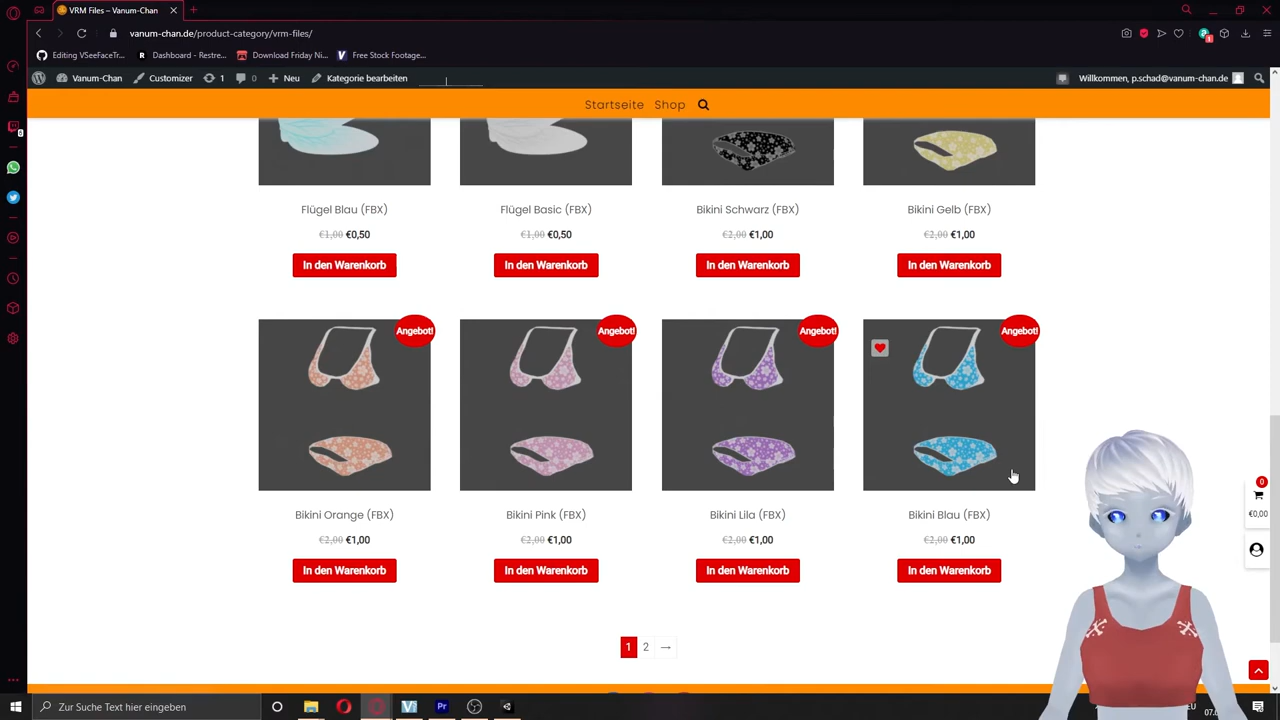 VRM Files – Vanum-Chan
vanum-chan.de/product-category/vrm-files/
1
Editing VSeeFaceTr...
Dashboard - Restre...
Download
Free Stock Footage...
Vanum-Chan
Customizer
1
0
Neu
Kategorie bearbeiten
Willkommen, p.schad@vanum-chan.de
Startseite
Shop
0
Flügel Blau (FBX)
Flügel Basic (FBX)
Bikini Schwarz (FBX)
Bikini Gelb (FBX)
€1,00 €0,50
€1,00 €0,50
€2,00 €1,00
€2,00 €1,00
In den Warenkorb
In den Warenkorb
In den Warenkorb
In den Warenkorb
Angebot!
Angebot!
Angebot!
Angebot!
0
€0,00
Bikini Orange (FBX)
Bikini Pink (FBX)
Bikini Lila (FBX)
Bikini Blau (FBX)
€2,00 €1,00
€2,00 €1,00
€2,00 €1,00
€2,00 €1,00
In den Warenkorb
In den Warenkorb
In den Warenkorb
In den Warenkorb
1 2 →
Zur Suche Text hier eingeben
Pr